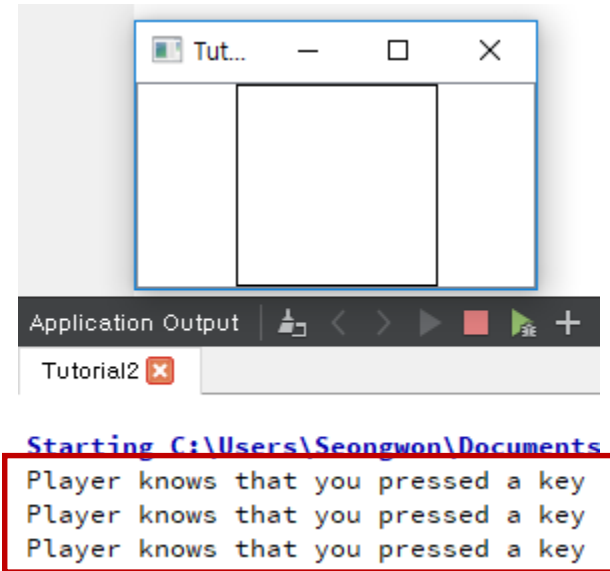 Tut...
Application Output
Tutorial2
Starting C:\Users\Seongwon\Documents
Player knows that you pressed a key
Player knows that you pressed a key
Player knows that you pressed a key